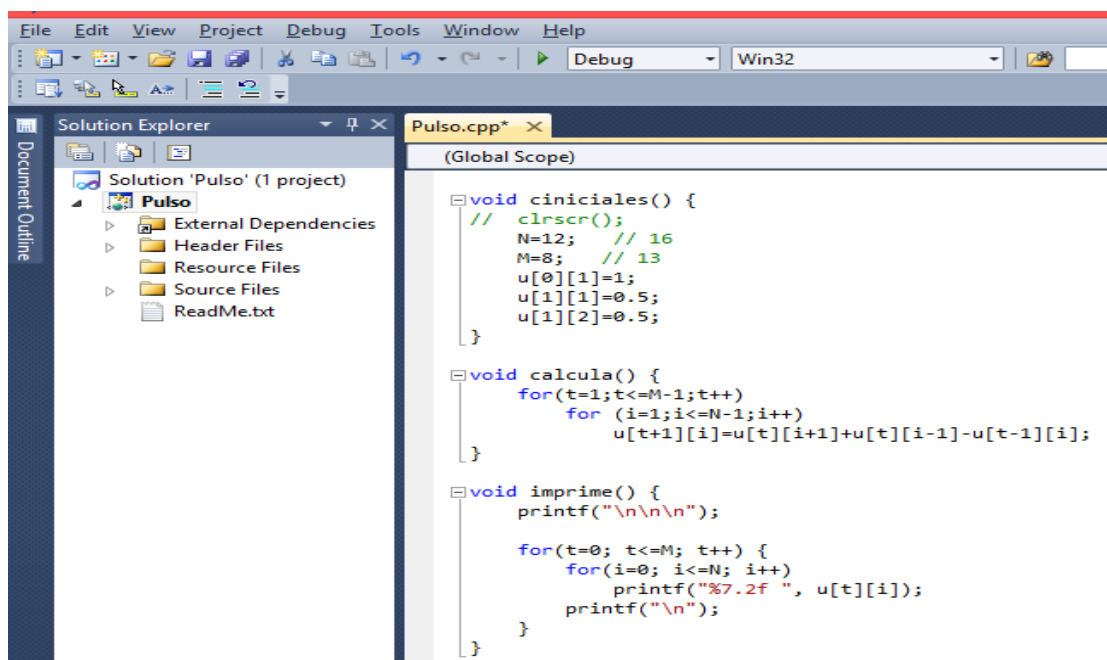 File Edit View Project Debug Tools Window Help
Debug Win32
Solution Explorer
Document Outline
Solution 'Pulso' (1 project)
Pulso
External Dependencies
Header Files
Resource Files
Source Files
ReadMe.txt
Pulso.cpp*
(Global Scope)
void ciniciales() {
//  clrscr();
    N=12;   // 16
    M=8;   // 13
    u[0][1]=1;
    u[1][1]=0.5;
    u[1][2]=0.5;
}
void calcula() {
    for(t=1;t<=M-1;t++)
        for (i=1;i<=N-1;i++)
            u[t+1][i]=u[t][i+1]+u[t][i-1]-u[t-1][i];
}
void imprime() {
    printf("\n\n\n");
    for(t=0; t<=M; t++) {
        for(i=0; i<=N; i++)
            printf("%7.2f ", u[t][i]);
        printf("\n");
    }
}